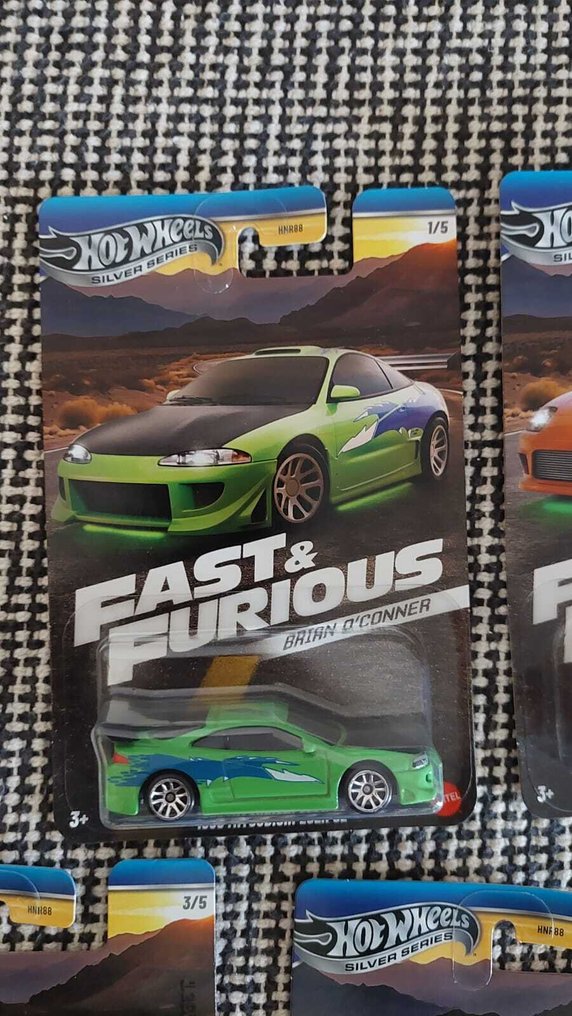 HOT WHEELS
SILVER SERIES
HNR88
1/5
FAST &
FURIOUS
BRIAN O'CONNER
3+
3+
HNR88
3/5
HOT WHEELS
SILVER SERIES
HNR88